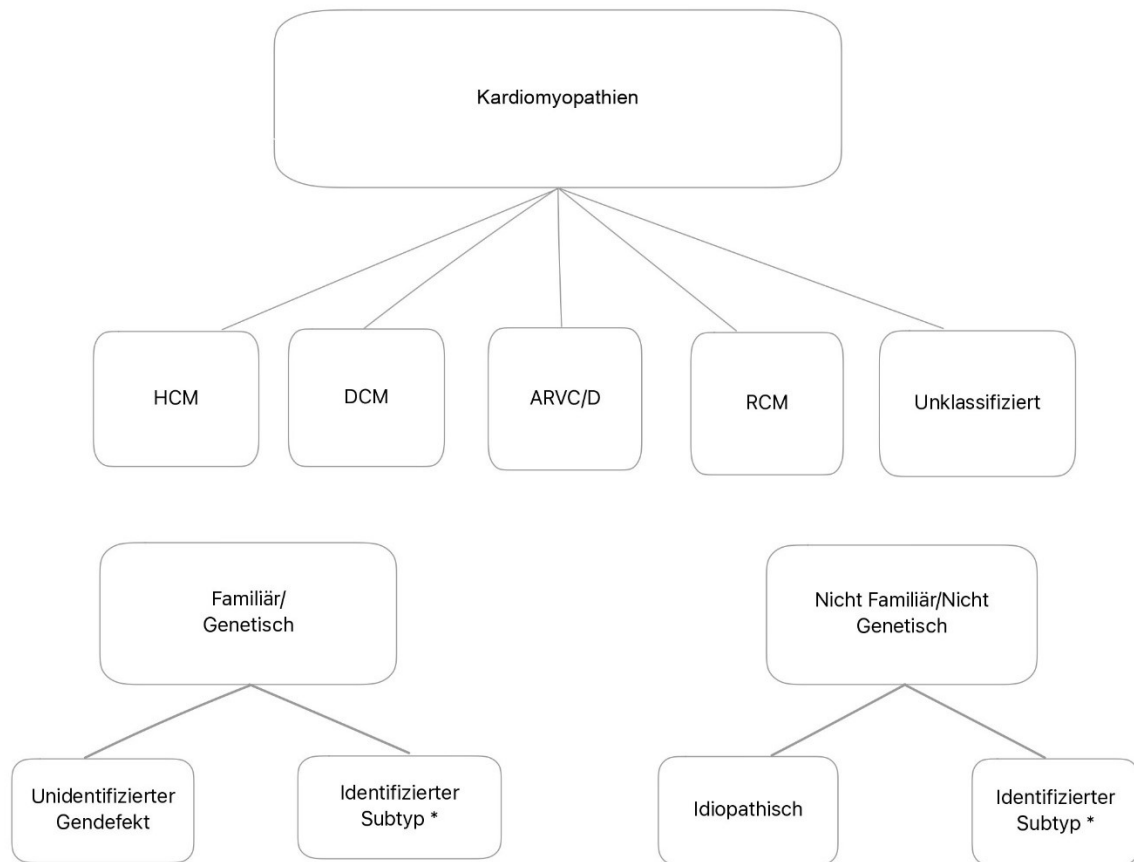 Kardiomyopathien
HCM
DCM
ARVC/D
RCM
Unklassifiziert
Familiär/
Genetisch
Nicht Familiär/Nicht
Genetisch
Unidentifizierter
Gendefekt
Identifizierter
Subtyp *
Idiopathisch
Identifizierter
Subtyp *